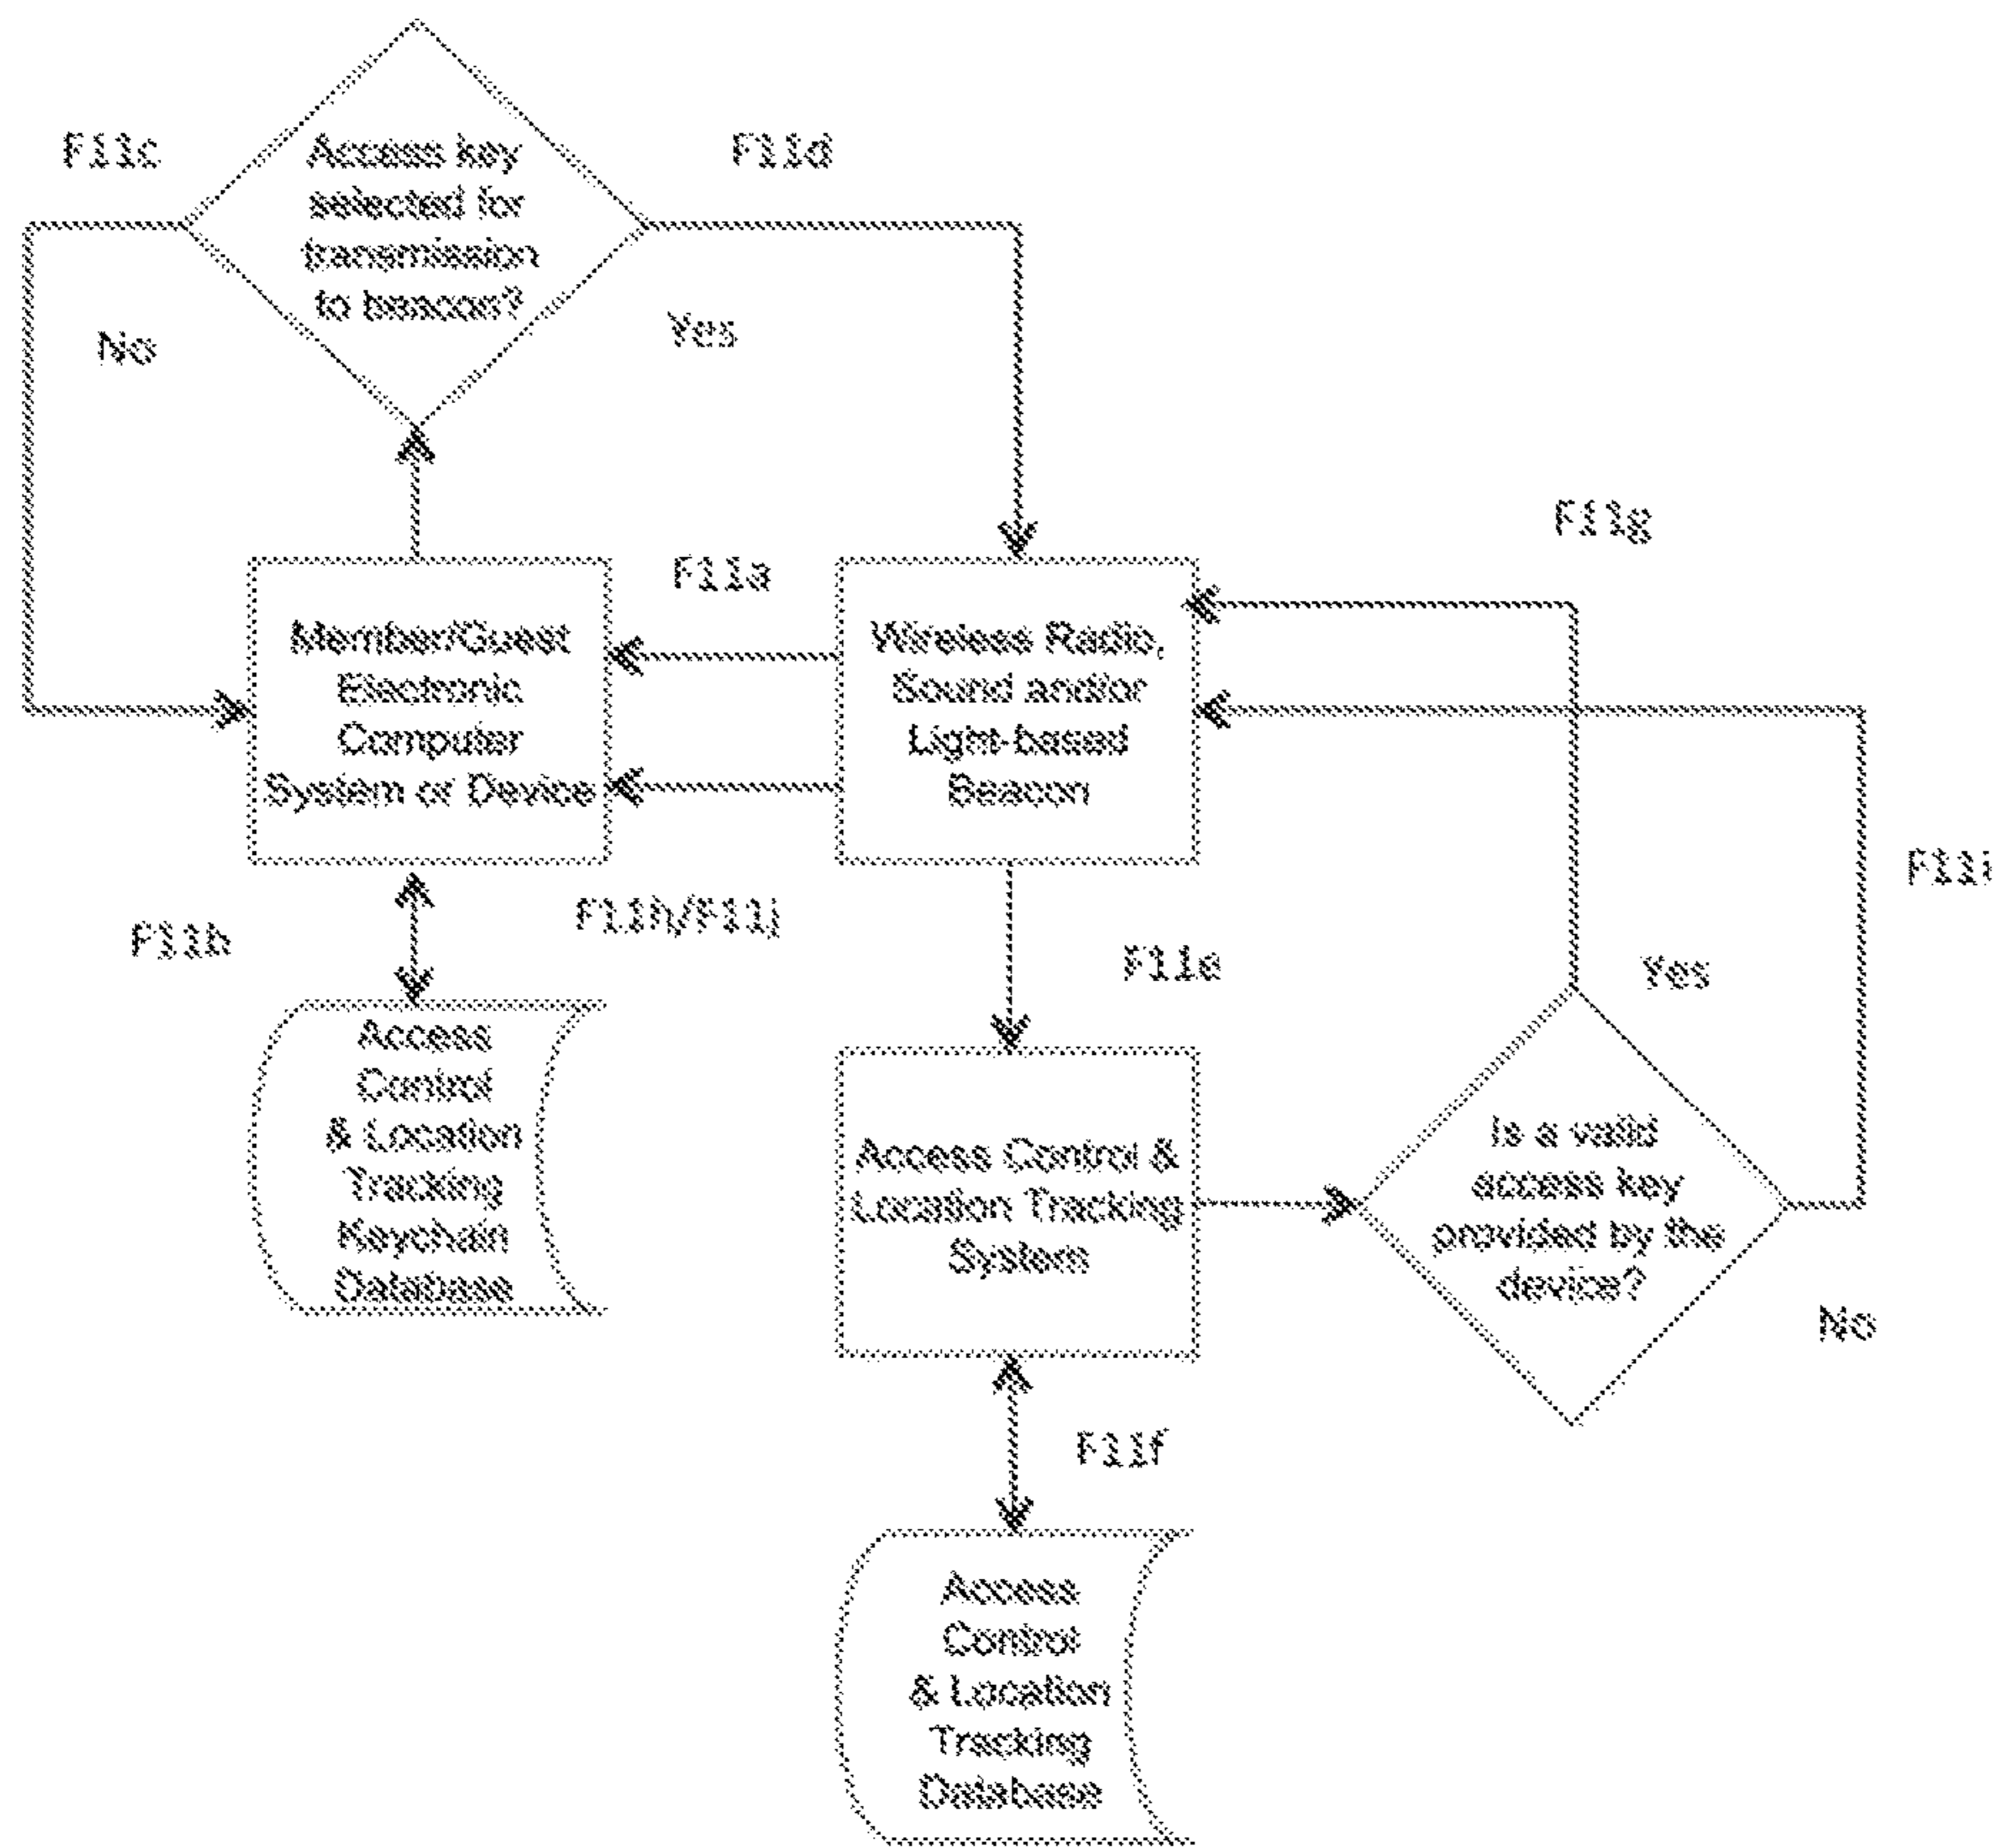 F11c
Access key
selected for
transmission
to beacon?
F11d
No
Yes
F11g
F11a
Member/Guest
Electronic
Computer
System or Device
Wireless Radio,
Sound and/or
Light-based
Beacon
F11i
F11b
F11h/F11j
F11e
Yes
Access
Control
& Location
Tracking
Keychain
Database
Access Control &
Location Tracking
System
Is a valid
access key
provided by the
device?
No
F11f
Access
Control
& Location
Tracking
Database